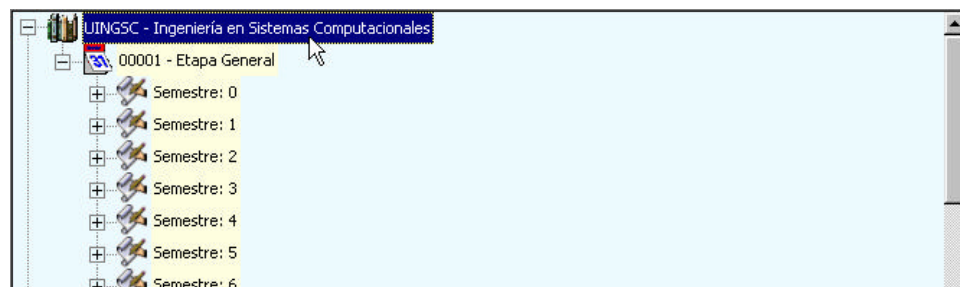 UINGSC - Ingeniería en Sistemas Computacionales
00001 - Etapa General
Semestre: 0
Semestre: 1
Semestre: 2
Semestre: 3
Semestre: 4
Semestre: 5
Semestre: 6